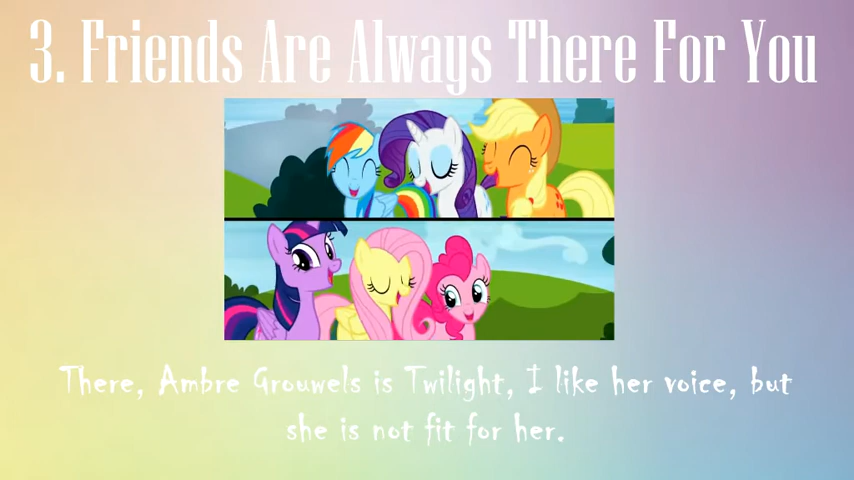 3. Friends Are Always There For You
There, Ambre Grouwels is Twilight, I like her voice, but
she is not fit for her.